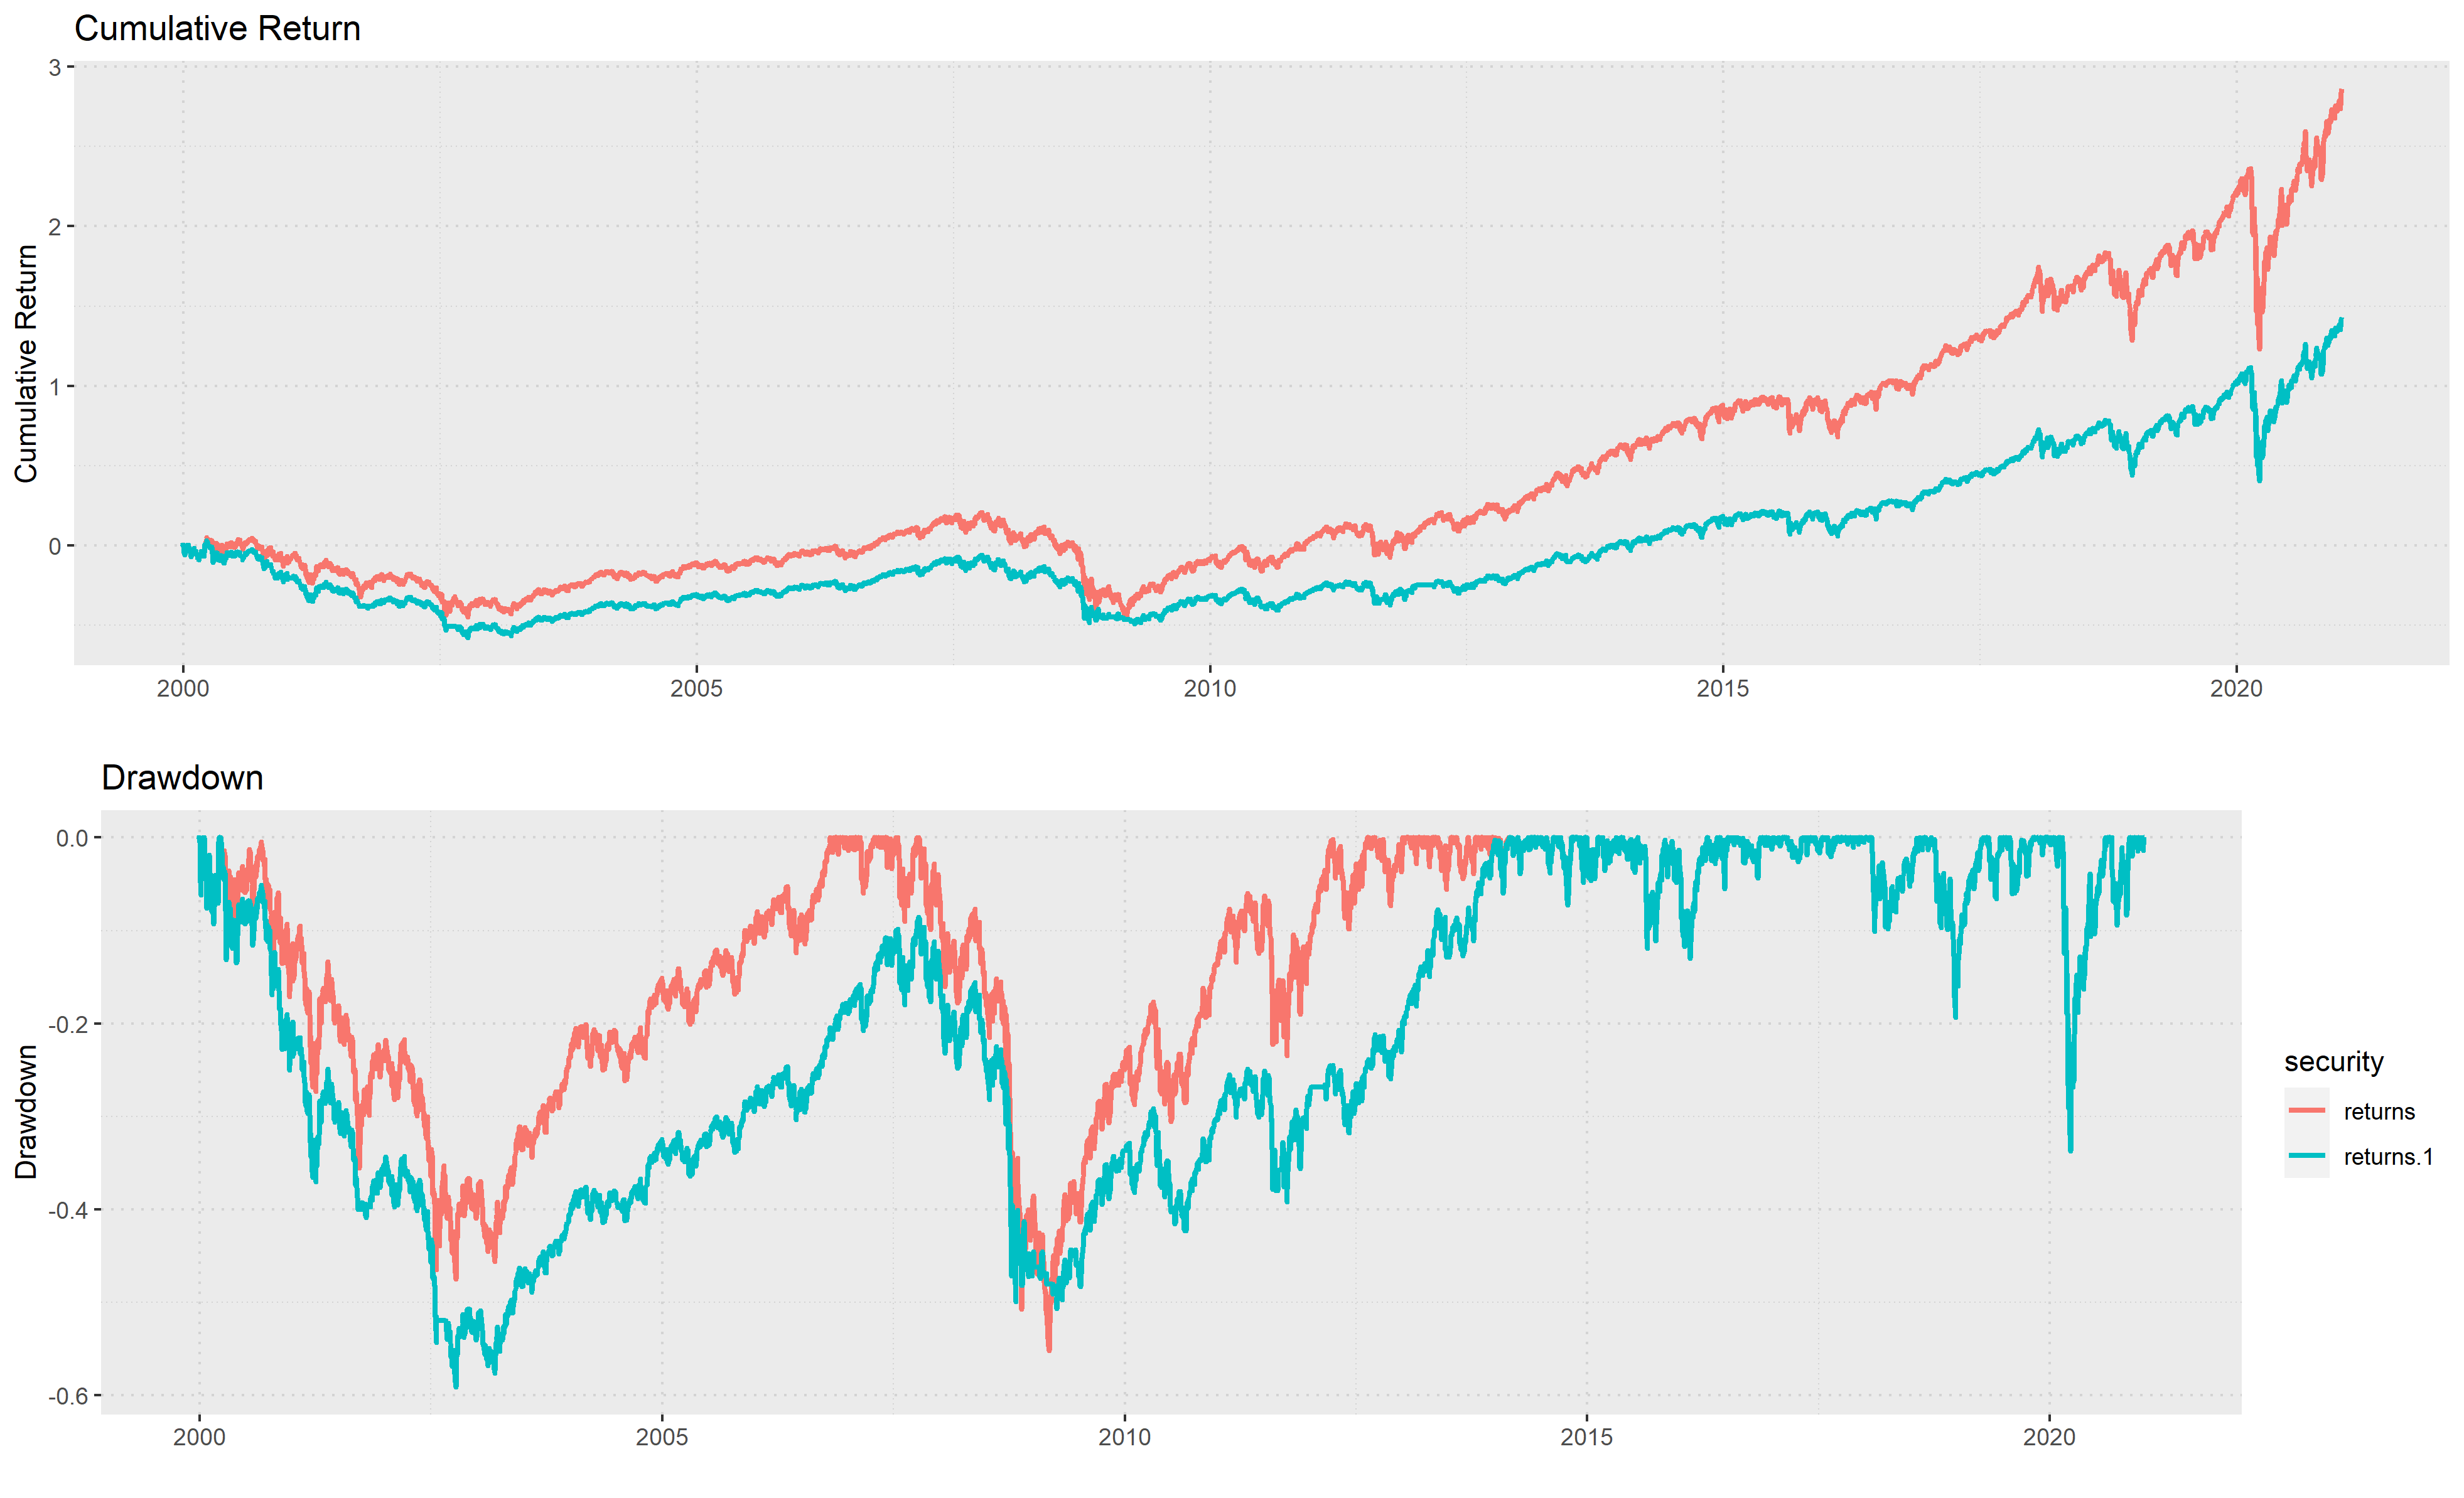 Cumulative Return
Cumulative Return
3
2
1
0
2000 2005 2010 2015 2020
Drawdown
Drawdown
0.0
-0.2
-0.4
-0.6
2000 2005 2010 2015 2020
security
returns
returns.1